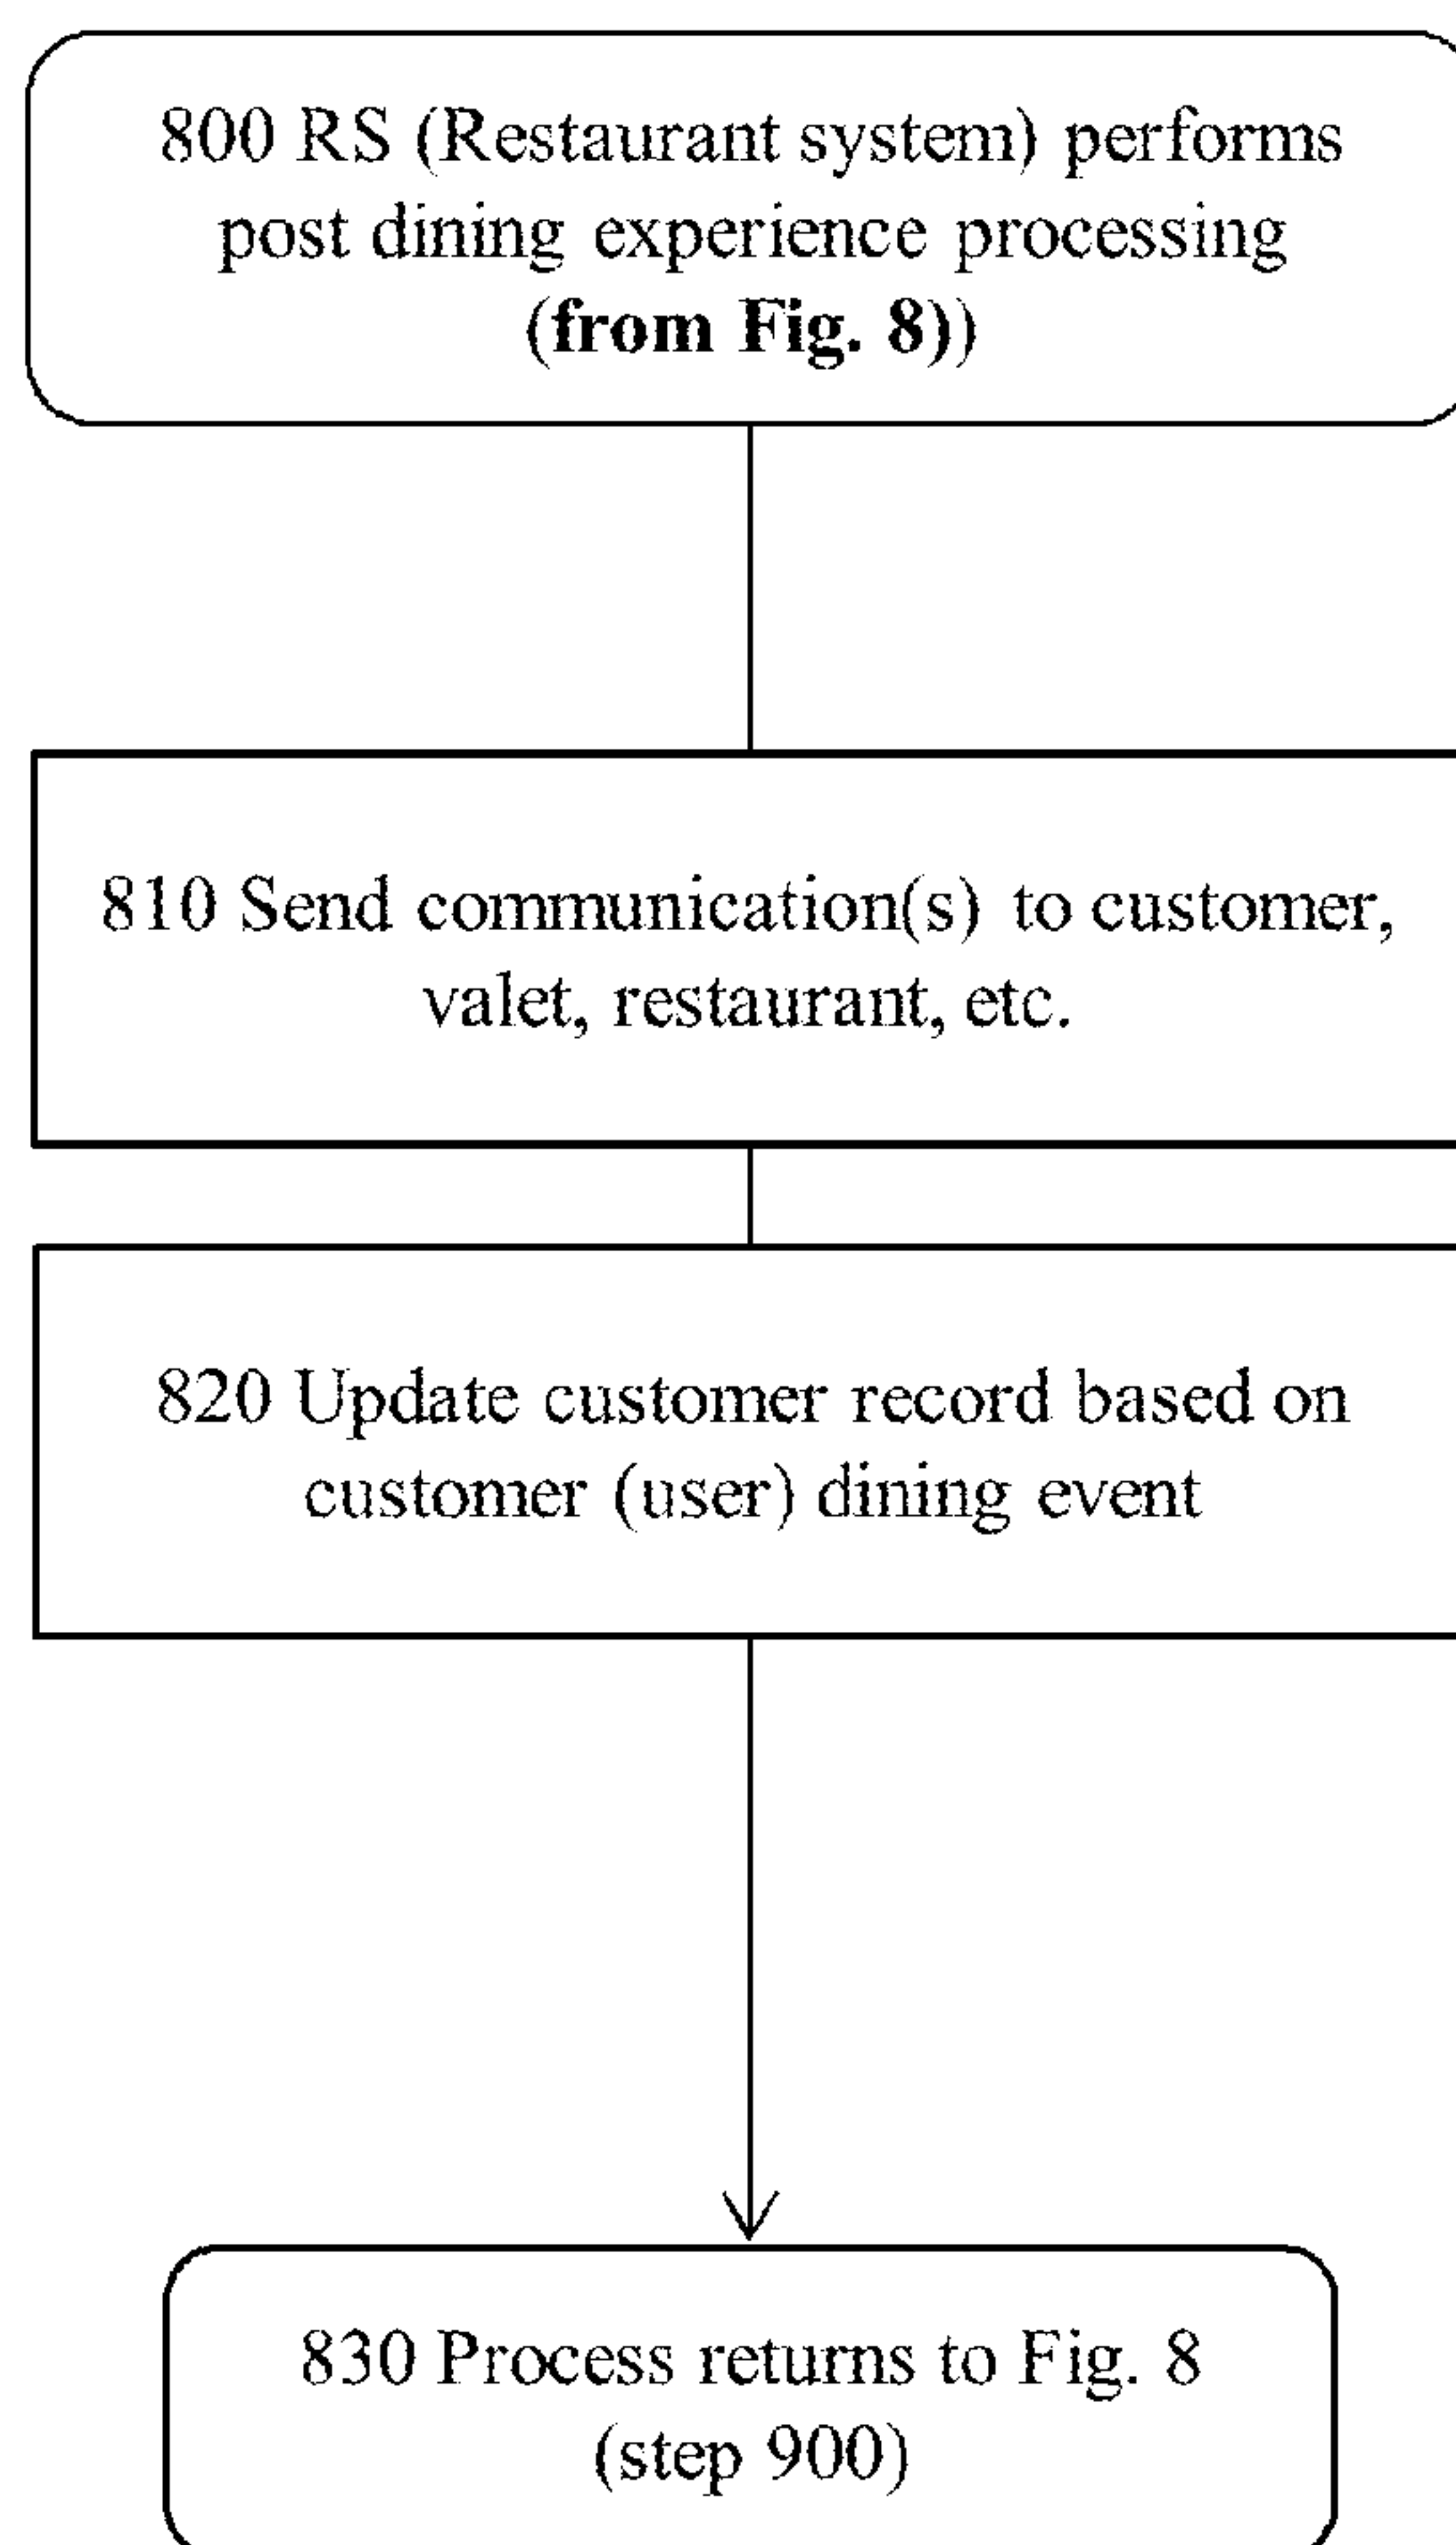 800 RS (Restaurant system) performs
post dining experience processing
(from Fig. 8))
810 Send communication(s) to customer,
valet, restaurant, etc.
820 Update customer record based on
customer (user) dining event
830 Process returns to Fig. 8
(step 900)